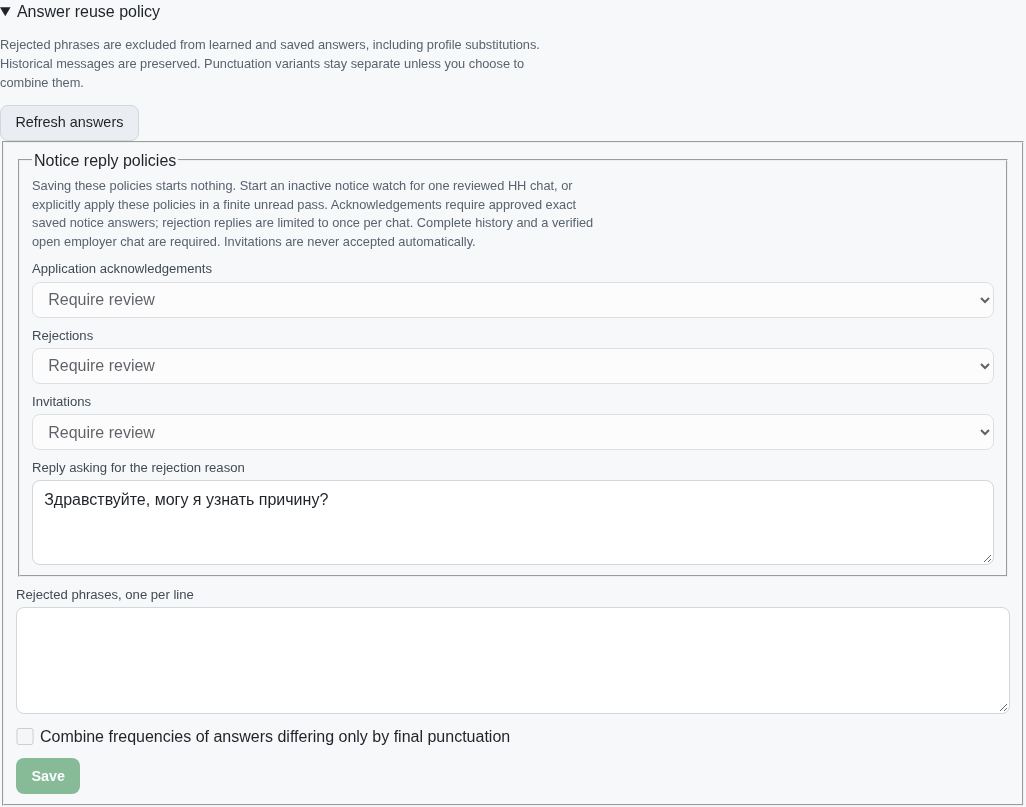 Answer reuse policy
Rejected phrases are excluded from learned and saved answers, including profile substitutions.
Historical messages are preserved. Punctuation variants stay separate unless you choose to
combine them.
Refresh answers
Notice reply policies
Saving these policies starts nothing. Start an inactive notice watch for one reviewed HH chat, or
explicitly apply these policies in a finite unread pass. Acknowledgements require approved exact
saved notice answers; rejection replies are limited to once per chat. Complete history and a verified
open employer chat are required. Invitations are never accepted automatically.
Application acknowledgements
Require review
Rejections
Require review
Invitations
Require review
Reply asking for the rejection reason
Здравствуйте, могу я узнать причину?
Rejected phrases, one per line
Combine frequencies of answers differing only by final punctuation
Save